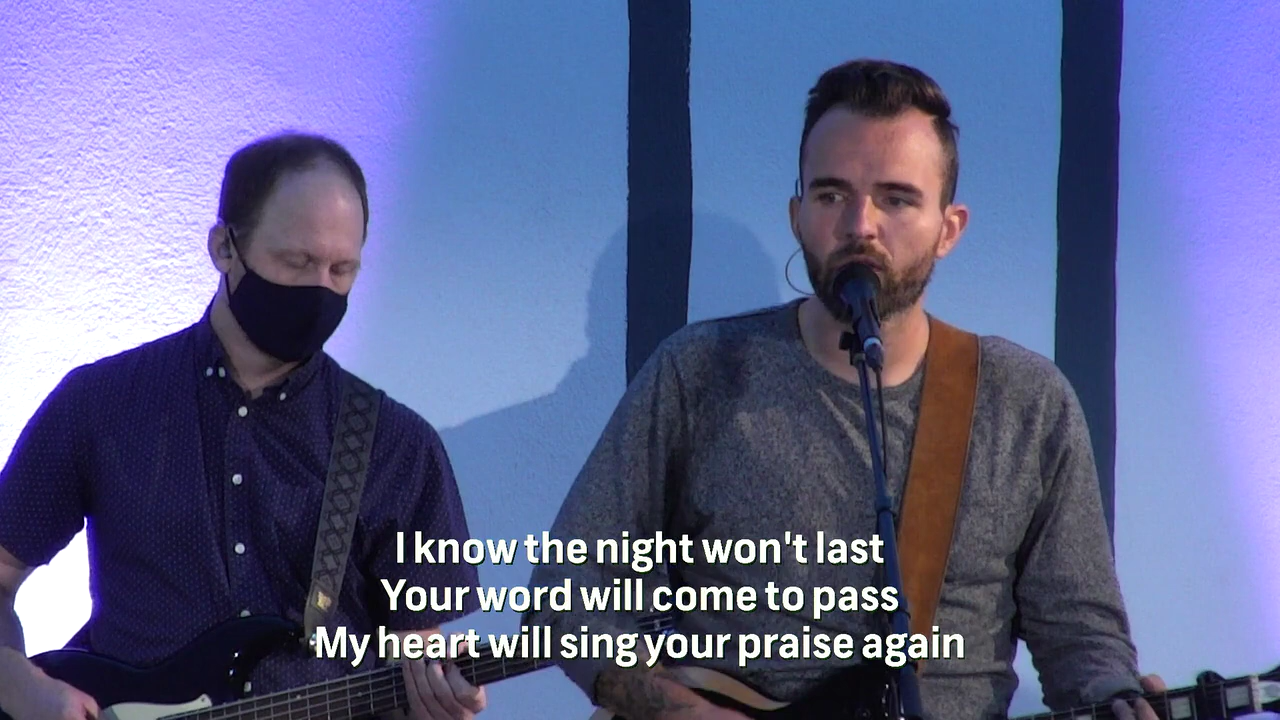 I know the night won't last
Your word will come to pass
My heart will sing your praise again